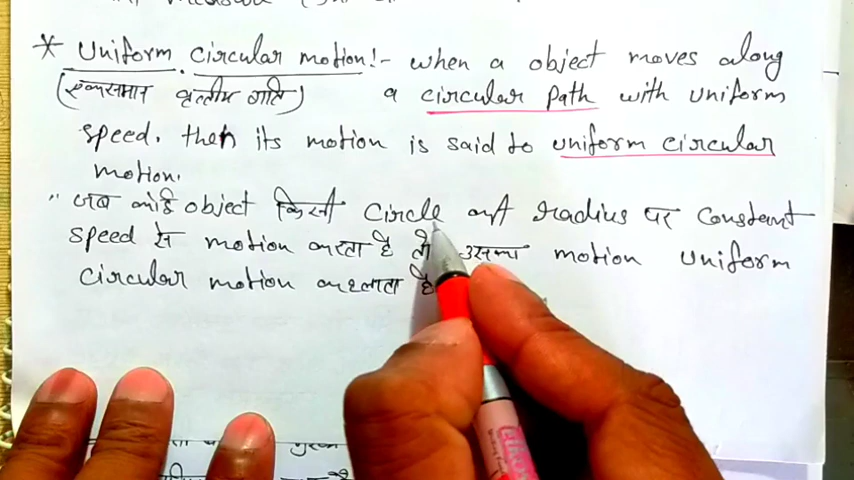 * Uniform circular motion!- when a object moves along
(एकसमान वृत्तीय गति) a circular path with uniform
speed. then its motion is said to uniform circular
motion.
" जब कोई object किसी Circle की radius पर constant
speed से motion करता है तो उसका motion uniform
circular motion कहलाता है